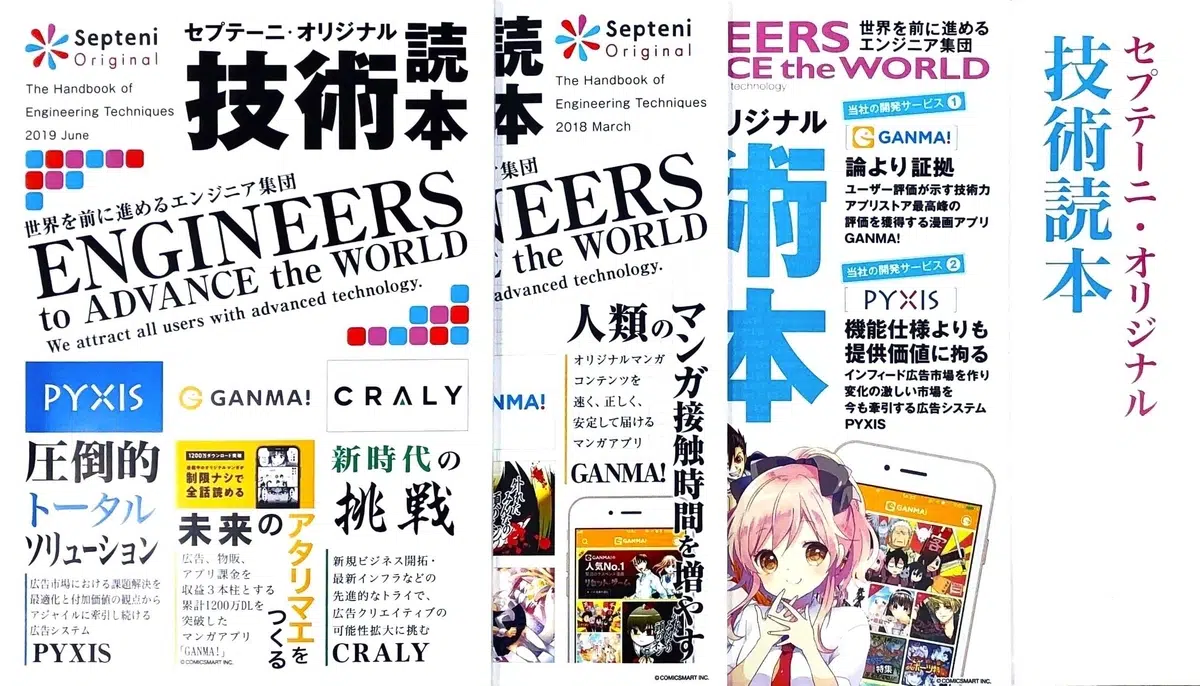 Septeni
Original
The Handbook of
Engineering Techniques
2019 June
セプテーニ・オリジナル
技術読本
世界を前に進めるエンジニア集団
ENGINEERS
to ADVANCE the WORLD
We attract all users with advanced technology.
PYXIS
圧倒的
トータル
ソリューション
広告市場における課題解決を
最適化と付加価値の観点から
アジャイルに牽引し続ける
広告システム
PYXIS
GANMA!
1200万ダウンロード突破
制限ナシで
全話読める
未来の
アタリマエを
つくる
広告、物販、
アプリ課金を
収益3本柱とする
累計1200万DLを
突破した
マンガアプリ
「GANMA!」
©COMICSMART INC.
CRALY
新時代の
挑戦
新規ビジネス開拓・
最新インフラなどの
先進的なトライで、
広告クリエイティブの
可能性拡大に挑む
CRALY
読本
Septeni
Original
The Handbook of
Engineering Techniques
2018 March
集団
NEERS
the WORLD
advanced technology.
人類の
マンガ接触時間を増やす
オリジナルマンガ
コンテンツを
速く、正しく、
安定して届ける
マンガアプリ
GANMA!
NMA!
GANMA!
人気No.1
©COMICSMART INC.
EERS
CE the WORLD
technology
世界を前に進める
エンジニア集団
リジナル
術
本
当社の開発サービス1
GANMA!
論より証拠
ユーザー評価が示す技術力
アプリストア最高峰の
評価を獲得する漫画アプリ
GANMA!
当社の開発サービス2
PYXIS
機能仕様よりも
提供価値に拘る
インフィード広告市場を作り
変化の激しい市場を
今も牽引する広告システム
PYXIS
GANMA!
特集
©COMICSMART INC.
セプテーニ・オリジナル
技術読本